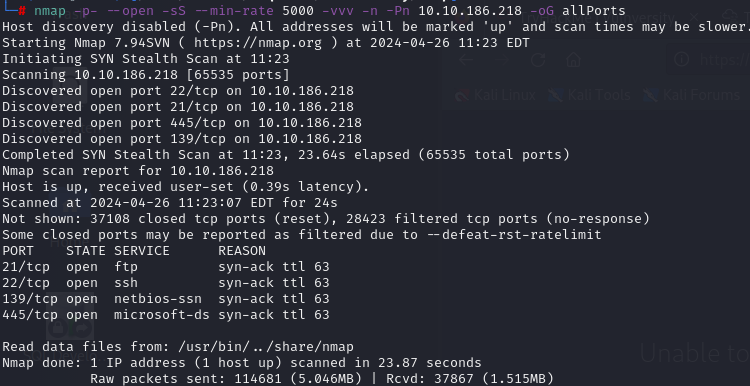 # nmap -p- --open -sS --min-rate 5000 -vvv -n -Pn 10.10.186.218 -oG allPorts
Host discovery disabled (-Pn). All addresses will be marked 'up' and scan times may be slower.
Starting Nmap 7.94SVN ( https://nmap.org ) at 2024-04-26 11:23 EDT
Initiating SYN Stealth Scan at 11:23
Scanning 10.10.186.218 [65535 ports]
Discovered open port 22/tcp on 10.10.186.218
Discovered open port 21/tcp on 10.10.186.218
Kali Linux Kali Tools Kali Forums
Discovered open port 445/tcp on 10.10.186.218
Discovered open port 139/tcp on 10.10.186.218
Completed SYN Stealth Scan at 11:23, 23.64s elapsed (65535 total ports)
Nmap scan report for 10.10.186.218
Host is up, received user-set (0.39s latency).
Scanned at 2024-04-26 11:23:07 EDT for 24s
Not shown: 37108 closed tcp ports (reset), 28423 filtered tcp ports (no-response)
Some closed ports may be reported as filtered due to --defeat-rst-ratelimit
PORT STATE SERVICE REASON
21/tcp open ftp syn-ack ttl 63
22/tcp open ssh syn-ack ttl 63
139/tcp open netbios-ssn syn-ack ttl 63
445/tcp open microsoft-ds syn-ack ttl 63
Unable to
Read data files from: /usr/bin/../share/nmap
Nmap done: 1 IP address (1 host up) scanned in 23.87 seconds
Raw packets sent: 114681 (5.046MB) | Rcvd: 37867 (1.515MB)